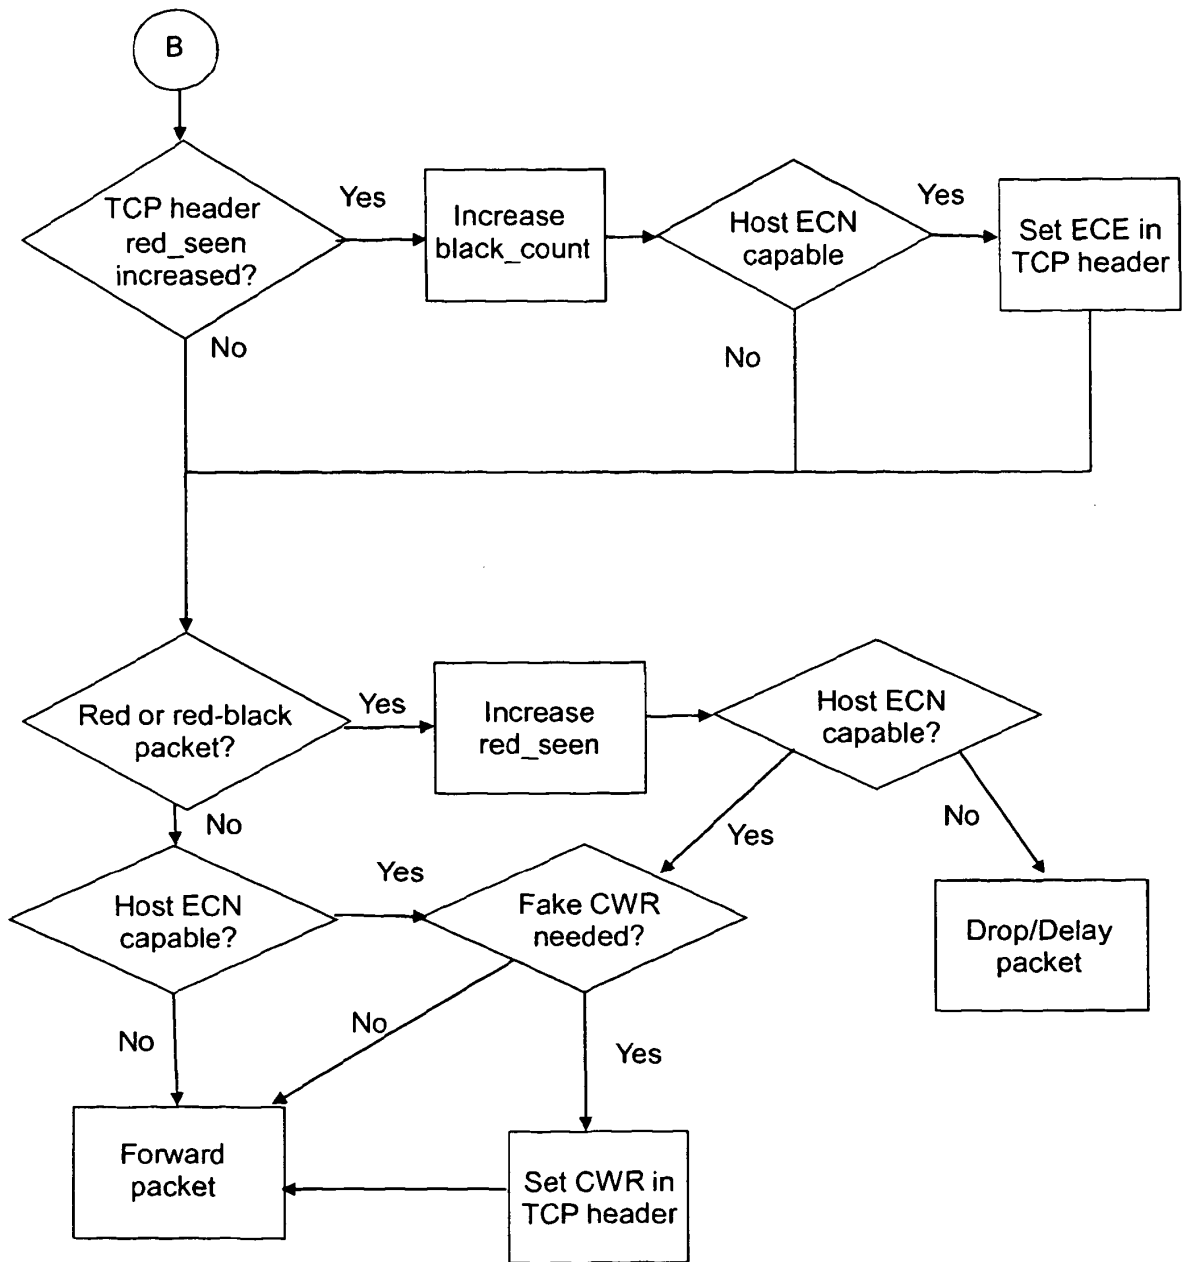 B
TCP header
red_seen
increased?
Yes
Increase
black_count
Host ECN
capable
Yes
Set ECE in
TCP header
No
No
Red or red-black
packet?
Yes
Increase
red_seen
Host ECN
capable?
No
Yes
No
Host ECN
capable?
Yes
Fake CWR
needed?
Drop/Delay
packet
No
No
Yes
Forward
packet
Set CWR in
TCP header